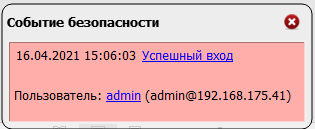 Событие безопасности
16.04.2021 15:06:03 Успешный вход
Пользователь: admin (admin@192.168.175.41)